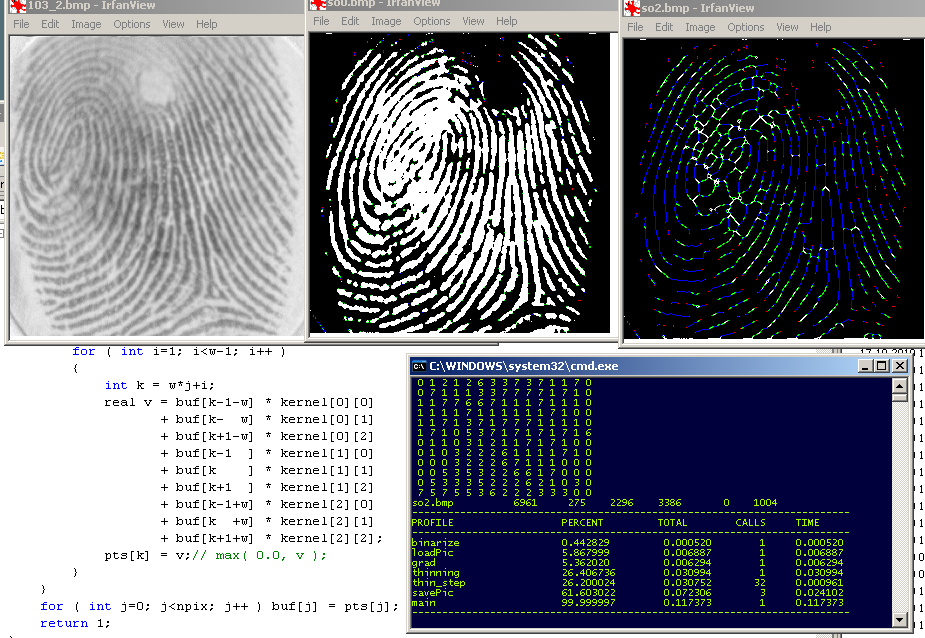 103_2.bmp - IrfanView
File Edit Image Options View Help
so0.bmp - IrfanView
File Edit Image Options View Help
so2.bmp - IrfanView
File Edit Image Options View Help
for ( int i=1; i<w-1; i++ )
{
int k = w*j+i;
real v = buf[k-1-w] * kernel[0][0]
+ buf[k- w] * kernel[0][1]
+ buf[k+1-w] * kernel[0][2]
+ buf[k-1 ] * kernel[1][0]
+ buf[k ] * kernel[1][1]
+ buf[k+1 ] * kernel[1][2]
+ buf[k-1+w] * kernel[2][0]
+ buf[k +w] * kernel[2][1]
+ buf[k+1+w] * kernel[2][2];
pts[k] = v;// max( 0.0, v );
}
}
for ( int j=0; j<npix; j++ ) buf[j] = pts[j];
return 1;
C:\WINDOWS\system32\cmd.exe
0 1 2 1 2 6 3 3 7 3 7 1 1 7 0
0 7 1 1 1 3 3 7 7 7 7 1 7 1 0
1 1 7 7 6 6 7 1 1 1 7 1 1 1 0
1 1 1 1 7 1 1 1 1 1 1 7 1 1 0
1 1 7 1 3 7 1 7 7 7 1 1 1 1 0
1 7 1 0 5 3 7 1 7 1 7 1 7 1 6
0 1 1 0 3 1 2 1 1 7 1 7 1 0 0
0 1 0 3 2 2 2 6 1 1 1 7 1 0 0
0 0 0 3 2 2 2 6 7 1 1 1 0 0 0
0 0 5 3 5 3 2 2 6 6 1 7 0 0 0
0 5 3 3 5 2 2 2 6 2 1 0 3 0
7 5 7 5 5 3 6 2 2 2 3 3 3 0 0
so2.bmp 6961 275 2296 3386 0 1004
PROFILE PERCENT TOTAL CALLS TIME
binarize 0.442829 0.000520 1 0.000520
loadPic 5.867999 0.006887 1 0.006887
grad 5.362020 0.006294 1 0.006294
thinning 26.406736 0.030994 1 0.030994
thin_step 26.200024 0.030752 32 0.000961
savePic 61.603022 0.072306 3 0.024102
main 99.999997 0.117373 1 0.117373